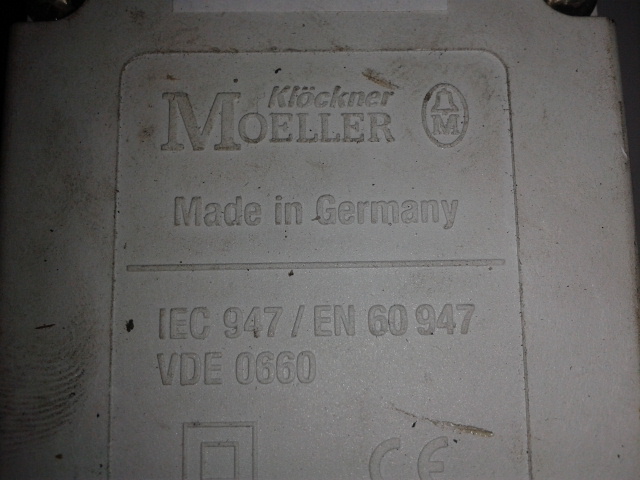 Klöckner
MOELLER
M
Made in Germany
IEC 947 / EN 60 947
VDE 0660
CE